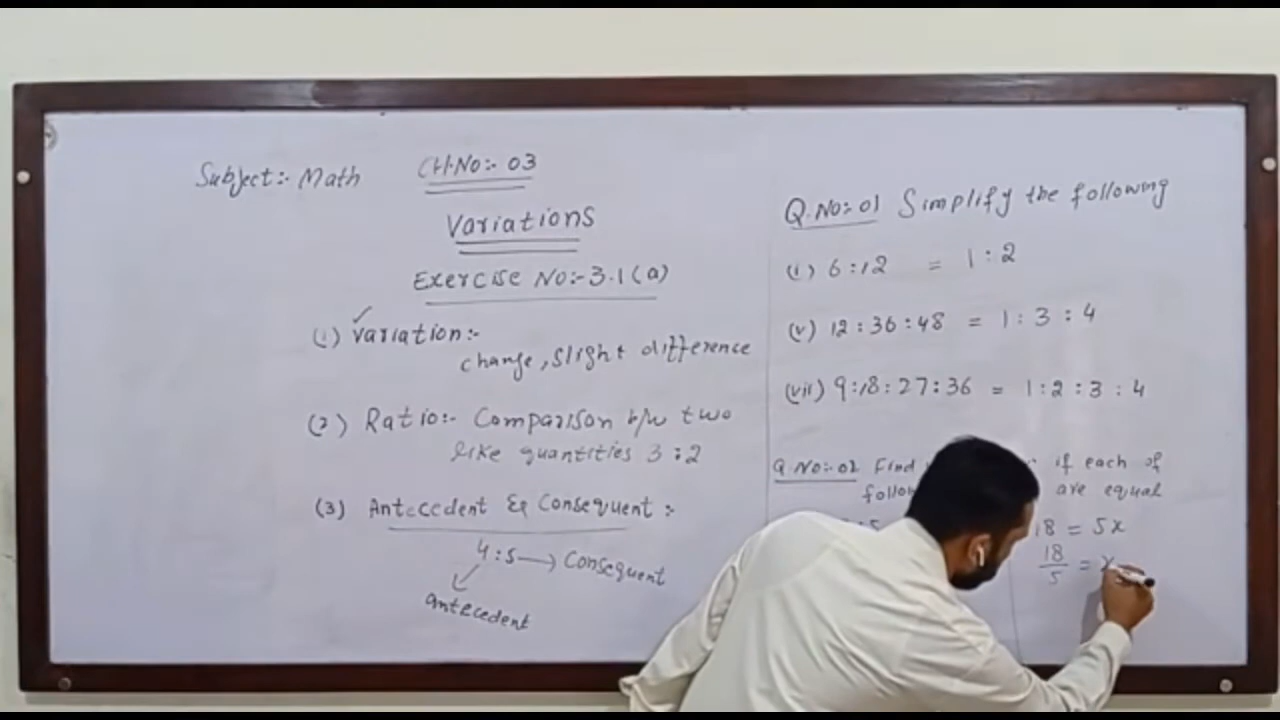 Subject:- Math
CH.No:- 03
Variations
Exercise No:-3.1(a)
(1) Variation:-
change, slight difference
(2) Ratio:- Comparison b/w two
like quantities 3:2
(3) Antecedent & Consequent :-
4:5 → Consequent
antecedent
Q.No:-01 Simplify the following
(i) 6:12 = 1:2
(v) 12:36:48 = 1:3:4
(vii) 9:18:27:36 = 1:2:3:4
Q.No:-02 Find if each of
are equal
18 = 5x
18/5 = x